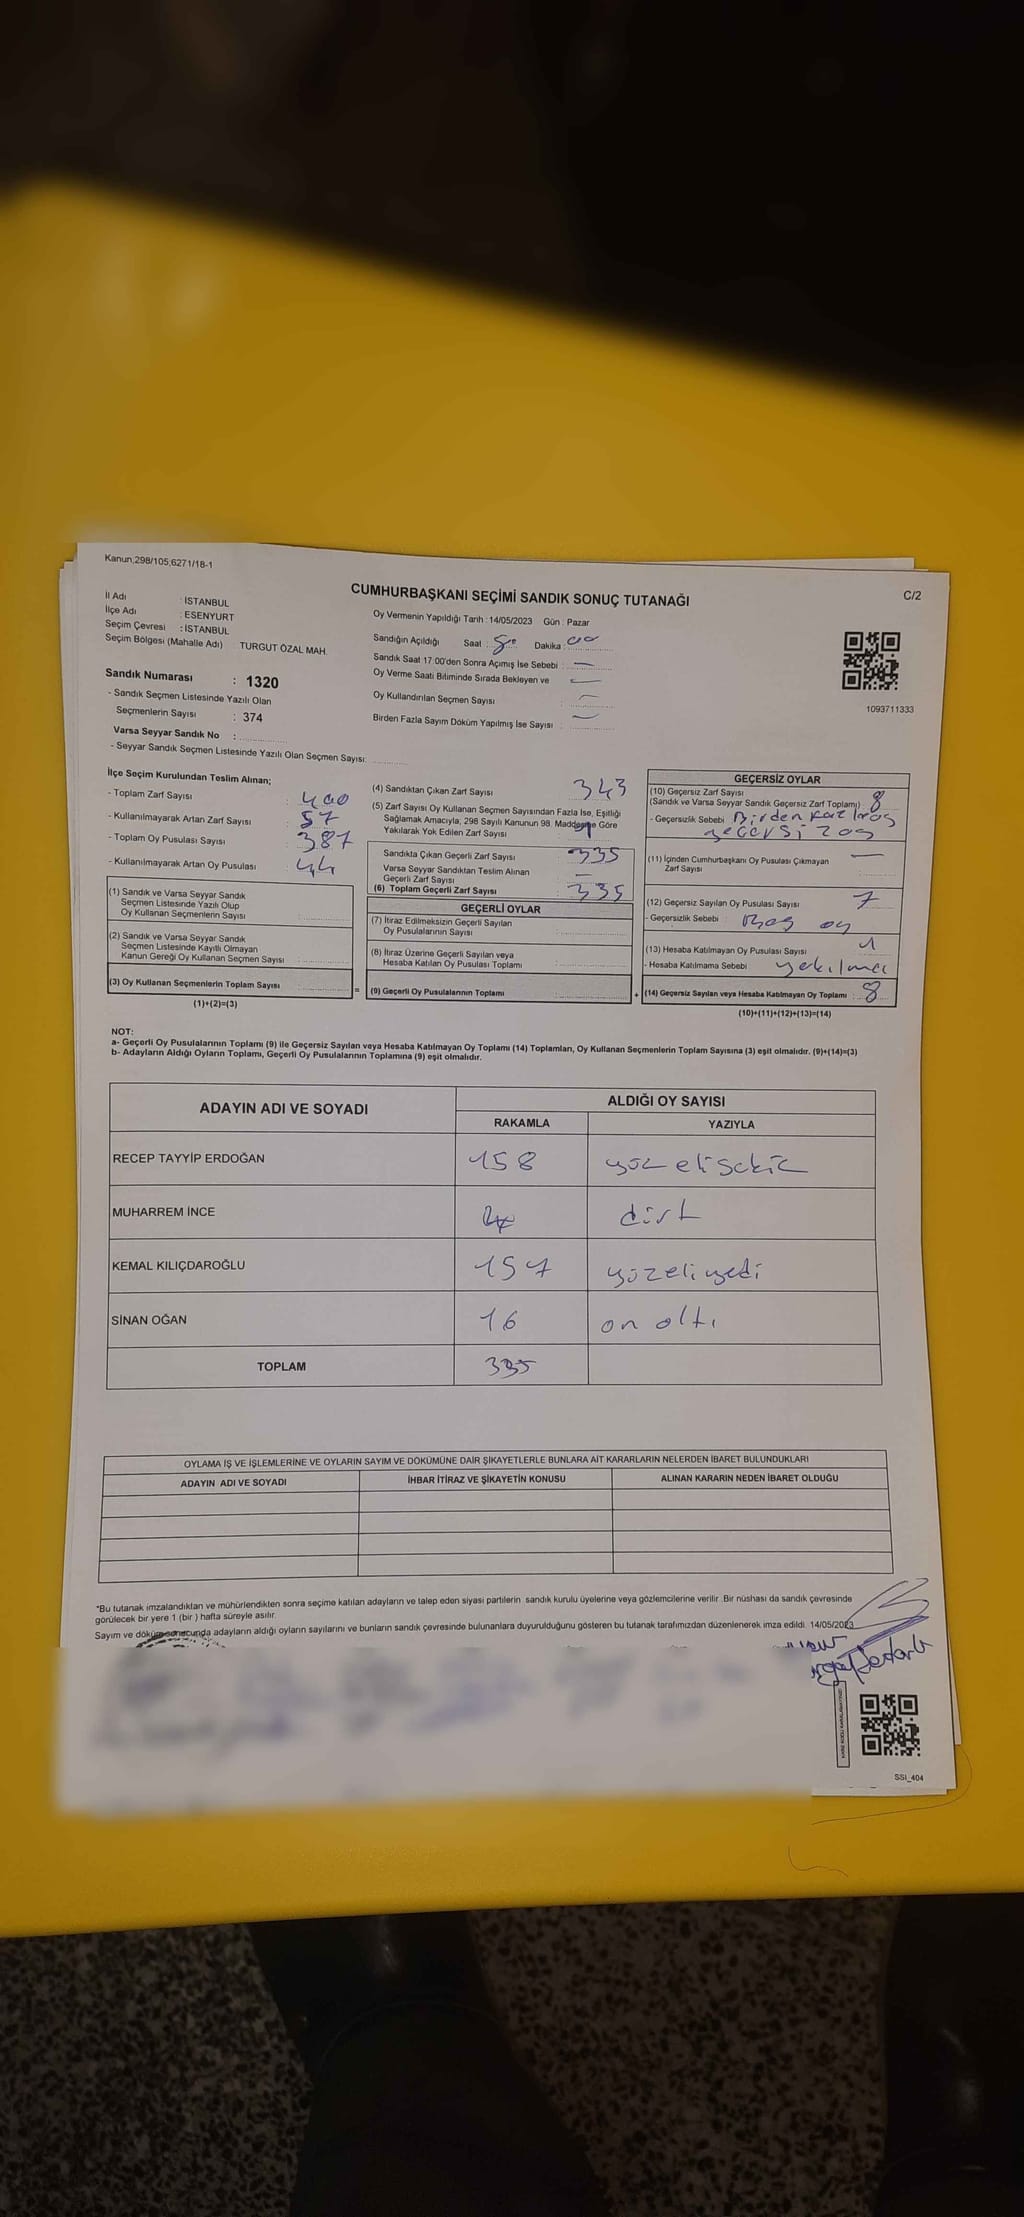 Kanun;298/105;6271/18-1
C/2
CUMHURBAŞKANI SEÇİMİ SANDIK SONUÇ TUTANAĞI
İl Adı : İSTANBUL
İlçe Adı : ESENYURT
Seçim Çevresi : İSTANBUL
Seçim Bölgesi (Mahalle Adı) TURGUT ÖZAL MAH.
Sandık Numarası : 1320
- Sandık Seçmen Listesinde Yazılı Olan
Seçmenlerin Sayısı : 374
Varsa Seyyar Sandık No :
- Seyyar Sandık Seçmen Listesinde Yazılı Olan Seçmen Sayısı:
Oy Vermenin Yapıldığı Tarih : 14/05/2023 Gün : Pazar
Sandığın Açıldığı Saat : Dakika :
Sandık Saat 17:00'den Sonra Açımış İse Sebebi : —
Oy Verme Saati Bitiminde Sırada Bekleyen ve —
Oy Kullandırılan Seçmen Sayısı : —
Birden Fazla Sayım Döküm Yapılmış İse Sayısı : —
1093711333
İlçe Seçim Kurulundan Teslim Alınan;
- Toplam Zarf Sayısı : 400
- Kullanılmayarak Artan Zarf Sayısı : 57
- Toplam Oy Pusulası Sayısı : 387
- Kullanılmayarak Artan Oy Pusulası : 44
(1) Sandık ve Varsa Seyyar Sandık
Seçmen Listesinde Yazılı Olup
Oy Kullanan Seçmenlerin Sayısı :
(2) Sandık ve Varsa Seyyar Sandık
Seçmen Listesinde Kayıtlı Olmayan
Kanun Gereği Oy Kullanan Seçmen Sayısı :
(3) Oy Kullanan Seçmenlerin Toplam Sayısı :
(1)+(2)=(3)
(4) Sandıktan Çıkan Zarf Sayısı : 343
(5) Zarf Sayısı Oy Kullanan Seçmen Sayısından Fazla İse, Eşitliği
Sağlamak Amacıyla, 298 Sayılı Kanunun 98. Maddesine Göre
Yakılarak Yok Edilen Zarf Sayısı :
Sandıkta Çıkan Geçerli Zarf Sayısı : 335
Varsa Seyyar Sandıktan Teslim Alınan
Geçerli Zarf Sayısı : —
(6) Toplam Geçerli Zarf Sayısı : 335
GEÇERLİ OYLAR
(7) İtiraz Edilmeksizin Geçerli Sayılan
Oy Pusulalarının Sayısı :
(8) İtiraz Üzerine Geçerli Sayılan veya
Hesaba Katılan Oy Pusulası Toplamı :
= (9) Geçerli Oy Pusulalarının Toplamı :
GEÇERSİZ OYLAR
(10) Geçersiz Zarf Sayısı
(Sandık ve Varsa Seyyar Sandık Geçersiz Zarf Toplamı) 8
- Geçersizlik Sebebi : Birden
(11) İçinden Cumhurbaşkanı Oy Pusulası Çıkmayan —
Zarf Sayısı :
(12) Geçersiz Sayılan Oy Pusulası Sayısı : 7
- Geçersizlik Sebebi : Boş oy
(13) Hesaba Katılmayan Oy Pusulası Sayısı : 1
- Hesaba Katılmama Sebebi : yakılma
+ (14) Geçersiz Sayılan veya Hesaba Katılmayan Oy Toplamı : 8
(10)+(11)+(12)+(13)=(14)
NOT:
a- Geçerli Oy Pusulalarının Toplamı (9) ile Geçersiz Sayılan veya Hesaba Katılmayan Oy Toplamı (14) Toplamları, Oy Kullanan Seçmenlerin Toplam Sayısına (3) eşit olmalıdır. (9)+(14)=(3)
b- Adayların Aldığı Oyların Toplamı, Geçerli Oy Pusulalarının Toplamına (9) eşit olmalıdır.
ADAYIN ADI VE SOYADI
ALDIĞI OY SAYISI
RAKAMLA YAZIYLA
RECEP TAYYİP ERDOĞAN 158 yüz eli sekiz
MUHARREM İNCE 4 dört
KEMAL KILIÇDAROĞLU 157 yüzeli yedi
SİNAN OĞAN 16 on altı
TOPLAM 335
OYLAMA İŞ VE İŞLEMLERİNE VE OYLARIN SAYIM VE DÖKÜMÜNE DAİR ŞİKAYETLERLE BUNLARA AİT KARARLARIN NELERDEN İBARET BULUNDUKLARI
ADAYIN ADI VE SOYADI İHBAR İTİRAZ VE ŞİKAYETİN KONUSU ALINAN KARARIN NEDEN İBARET OLDUĞU
*Bu tutanak imzalandıktan ve mühürlendikten sonra seçime katılan adayların ve talep eden siyasi partilerin sandık kurulu üyelerine veya gözlemcilerine verilir .Bir nüshası da sandık çevresinde
görülecek bir yere 1 (bir ) hafta süreyle asılır.
Sayım ve döküm sonucunda adayların aldığı oyların sayılarını ve bunların sandık çevresinde bulunanlara duyurulduğunu gösteren bu tutanak tarafımızdan düzenlenerek imza edildi. 14/05/2023
SSI_404